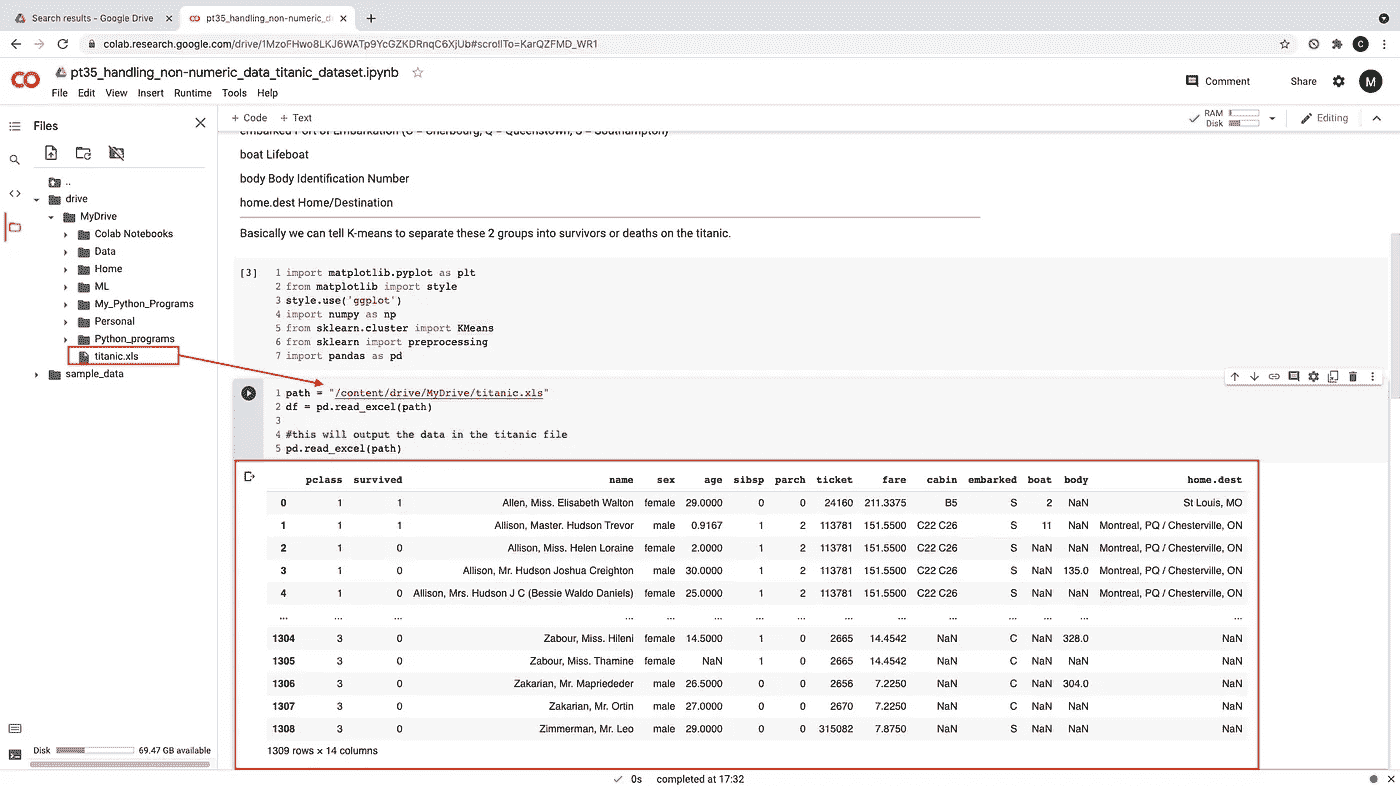 Search results - Google Drive
pt35_handling_non-numeric_d
colab.research.google.com/drive/1MzoFHwo8LKJ6WATp9YcGZKDRnqC6XjUb#scrollTo=KarQZFMD_WR1
C
CO
pt35_handling_non-numeric_data_titanic_dataset.ipynb
File Edit View Insert Runtime Tools Help
Comment
Share
M
Files
+ Code + Text
RAM
Disk
Editing
embarked Port of Embarkation (C = Cherbourg, Q = Queenstown, S = Southampton)
boat Lifeboat
body Body Identification Number
home.dest Home/Destination
Basically we can tell K-means to separate these 2 groups into survivors or deaths on the titanic.
..
drive
MyDrive
Colab Notebooks
Data
Home
ML
My_Python_Programs
Personal
Python_programs
titanic.xls
sample_data
[3]
1 import matplotlib.pyplot as plt
2 from matplotlib import style
3 style.use('ggplot')
4 import numpy as np
5 from sklearn.cluster import KMeans
6 from sklearn import preprocessing
7 import pandas as pd
1 path = "/content/drive/MyDrive/titanic.xls"
2 df = pd.read_excel(path)
3
4 #this will output the data in the titanic file
5 pd.read_excel(path)
pclass survived name sex age sibsp parch ticket fare cabin embarked boat body home.dest
0 1 1 Allen, Miss. Elisabeth Walton female 29.0000 0 0 24160 211.3375 B5 S 2 NaN St Louis, MO
1 1 1 Allison, Master. Hudson Trevor male 0.9167 1 2 113781 151.5500 C22 C26 S 11 NaN Montreal, PQ / Chesterville, ON
2 1 0 Allison, Miss. Helen Loraine female 2.0000 1 2 113781 151.5500 C22 C26 S NaN NaN Montreal, PQ / Chesterville, ON
3 1 0 Allison, Mr. Hudson Joshua Creighton male 30.0000 1 2 113781 151.5500 C22 C26 S NaN 135.0 Montreal, PQ / Chesterville, ON
4 1 0 Allison, Mrs. Hudson J C (Bessie Waldo Daniels) female 25.0000 1 2 113781 151.5500 C22 C26 S NaN NaN Montreal, PQ / Chesterville, ON
... ... ... ... ... ... ... ... ... ... ... ... ... ... ...
1304 3 0 Zabour, Miss. Hileni female 14.5000 1 0 2665 14.4542 NaN C NaN 328.0 NaN
1305 3 0 Zabour, Miss. Thamine female NaN 1 0 2665 14.4542 NaN C NaN NaN NaN
1306 3 0 Zakarian, Mr. Mapriededer male 26.5000 0 0 2656 7.2250 NaN C NaN 304.0 NaN
1307 3 0 Zakarian, Mr. Ortin male 27.0000 0 0 2670 7.2250 NaN C NaN NaN NaN
1308 3 0 Zimmerman, Mr. Leo male 29.0000 0 0 315082 7.8750 NaN S NaN NaN NaN
1309 rows × 14 columns
Disk
69.47 GB available
0s completed at 17:32